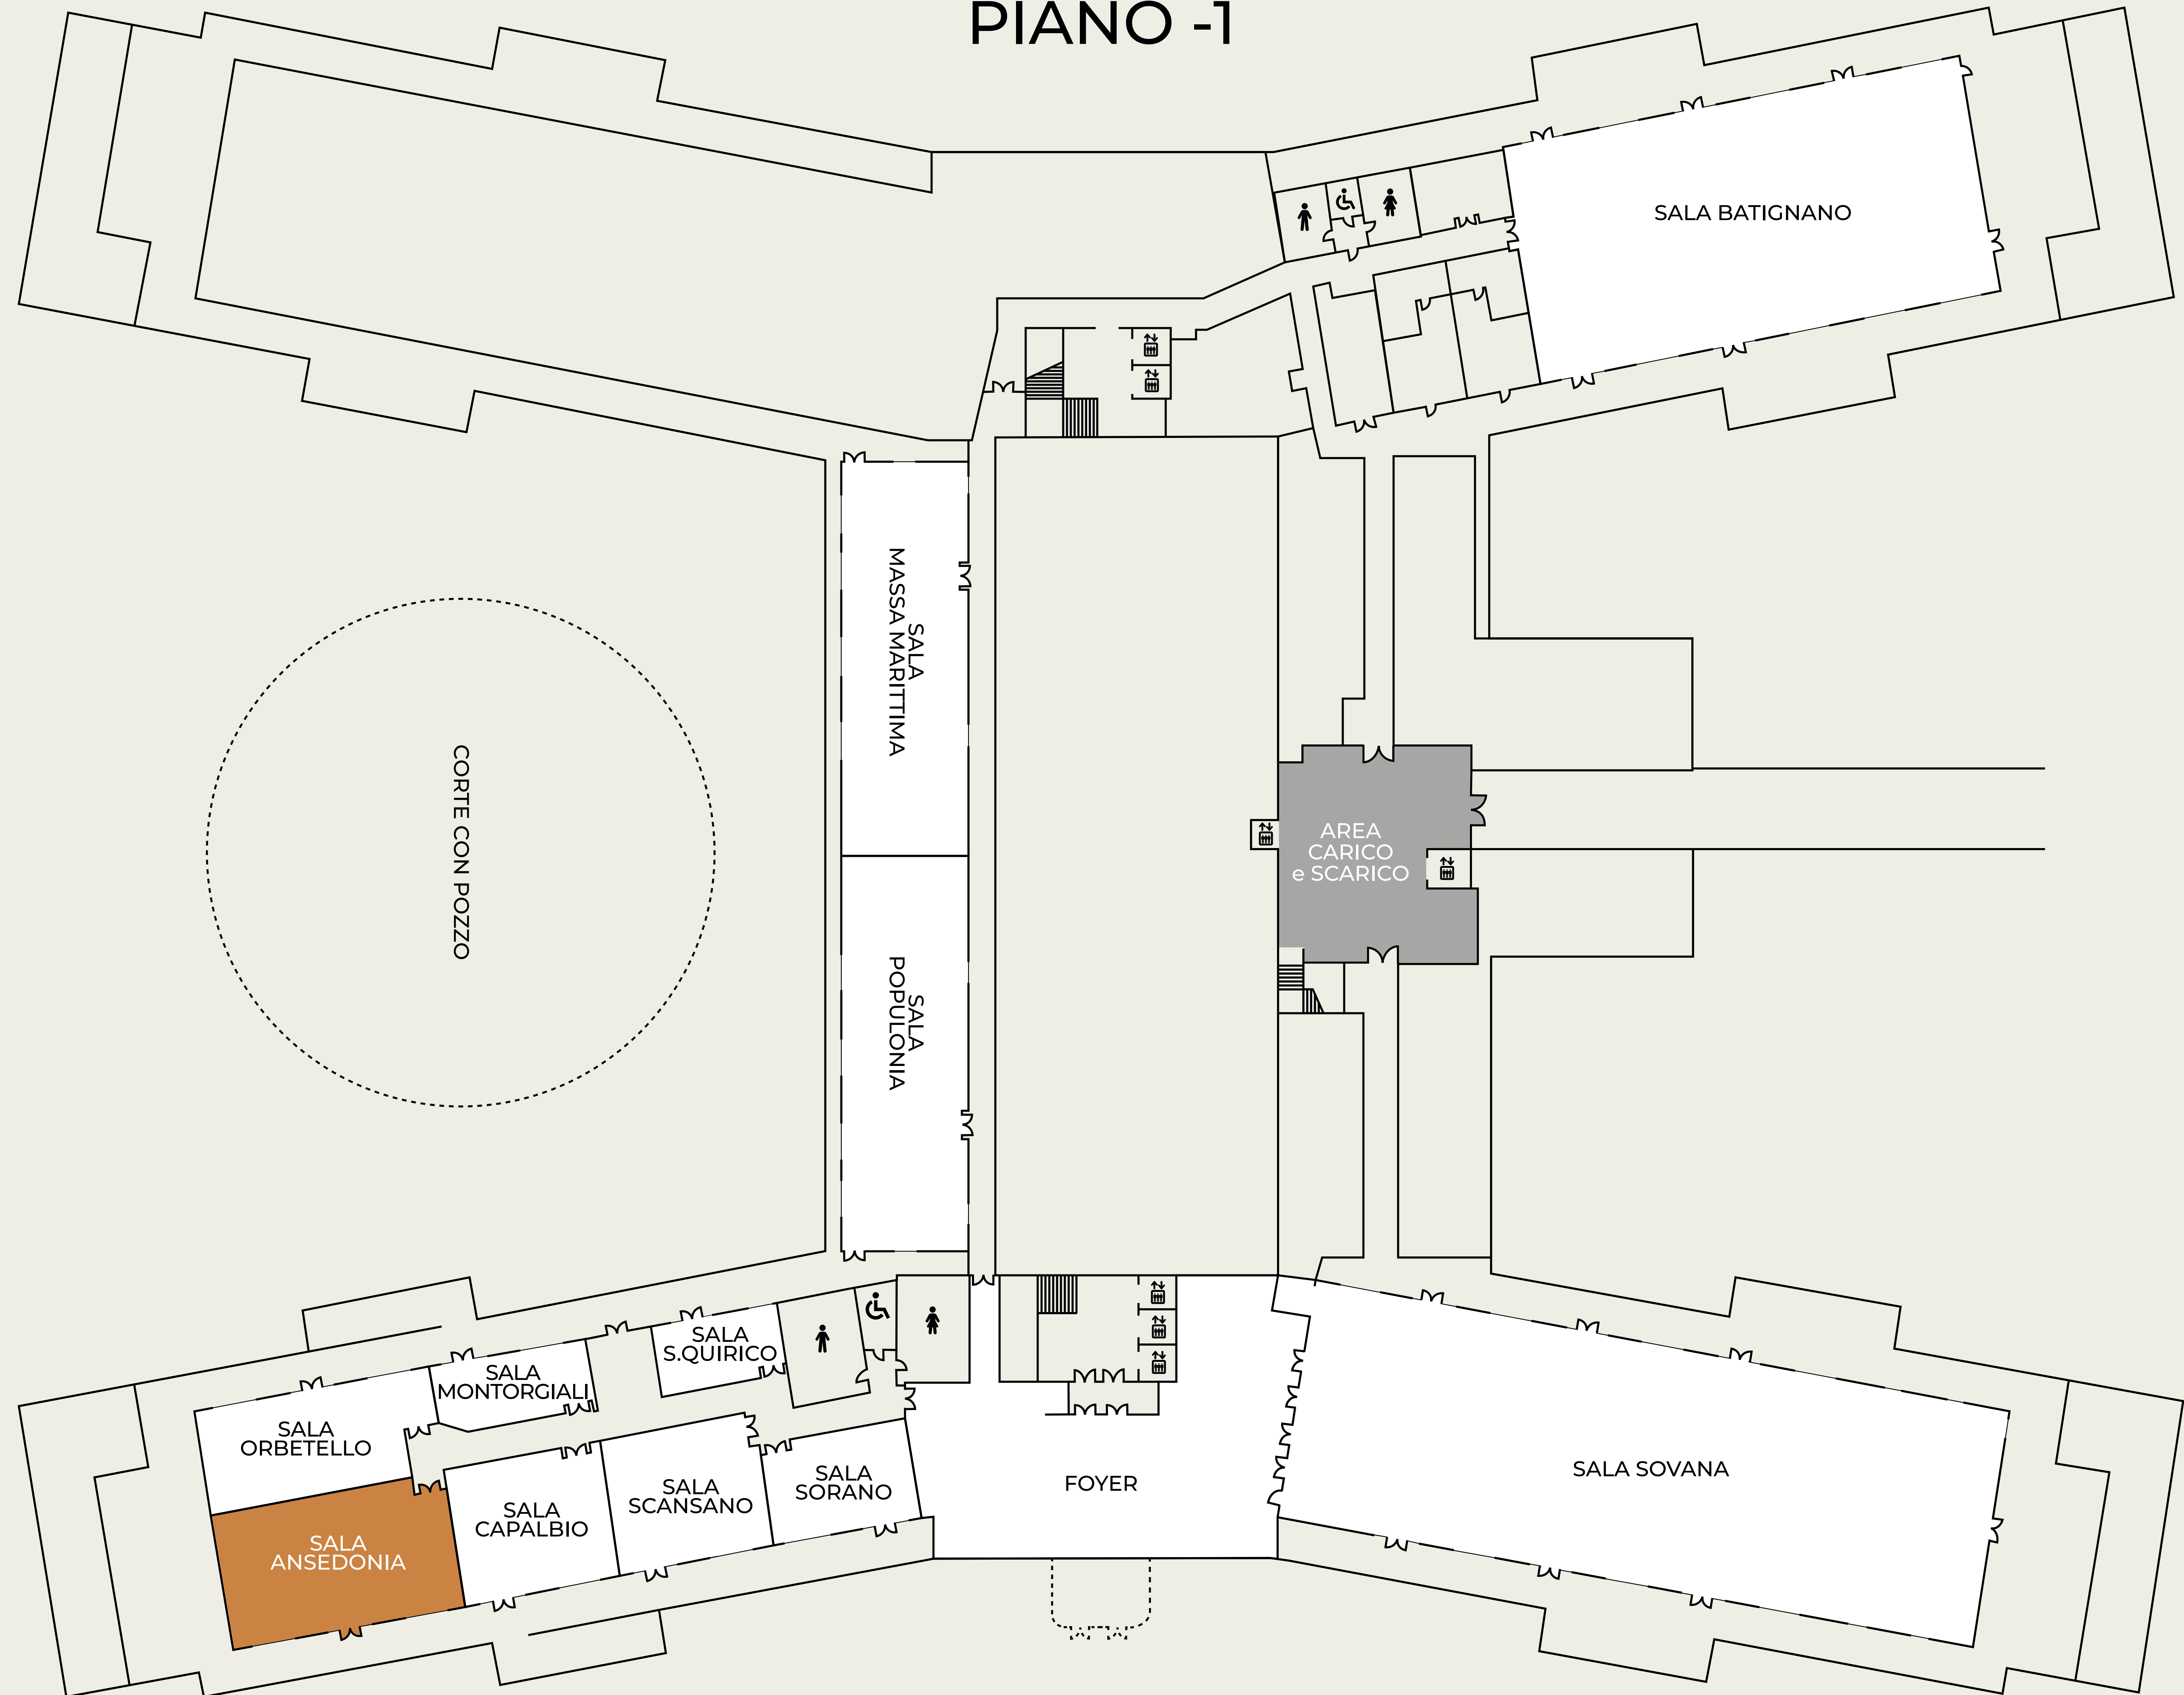 PIANO -1
SALA BATIGNANO
SALA
MASSA MARITTIMA
CORTE CON POZZO
AREA
CARICO
e SCARICO
SALA
POPULONIA
SALA
S.QUIRICO
SALA
MONTORGIALI
SALA
ORBETELLO
SALA
ANSEDONIA
SALA
CAPALBIO
SALA
SCANSANO
SALA
SORANO
FOYER
SALA SOVANA